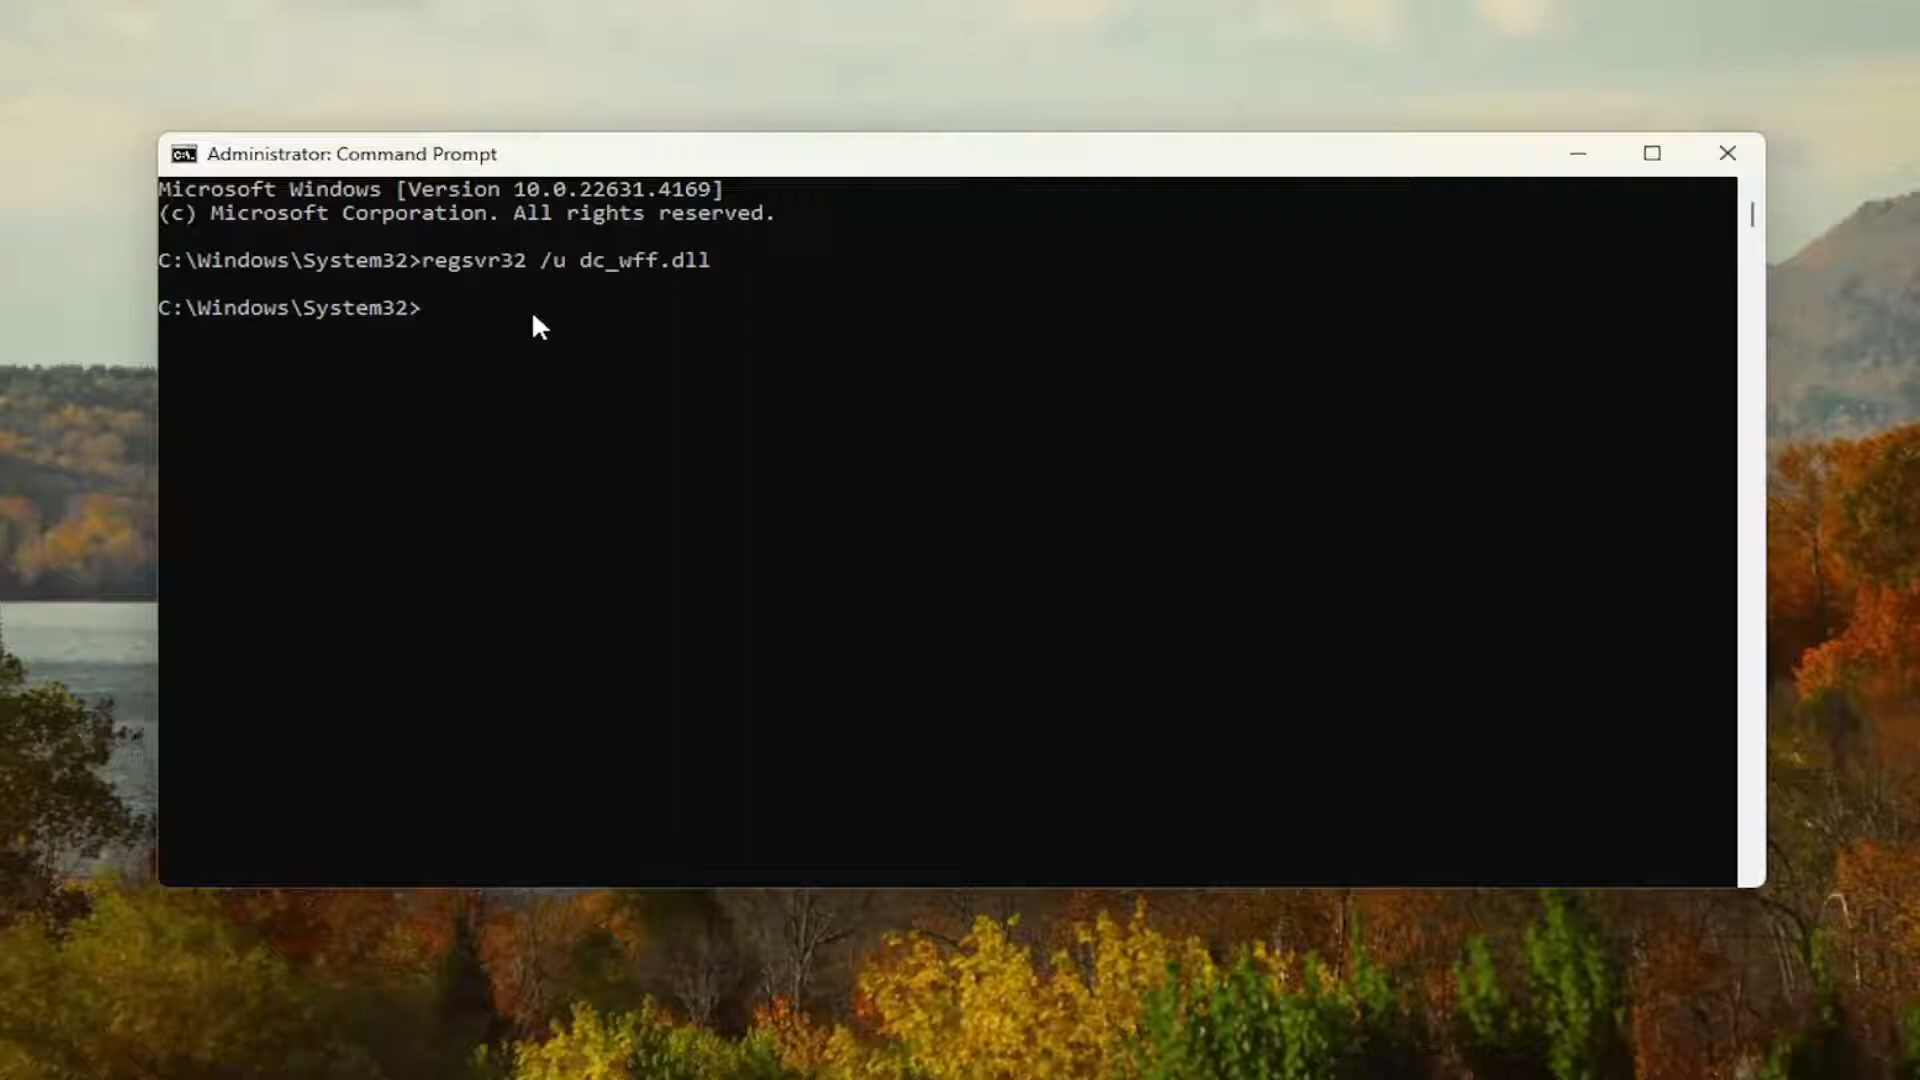 Administrator: Command Prompt
Microsoft Windows [Version 10.0.22631.4169]
(c) Microsoft Corporation. All rights reserved.
C:\Windows\System32>regsvr32 /u dc_wff.dll
C:\Windows\System32>